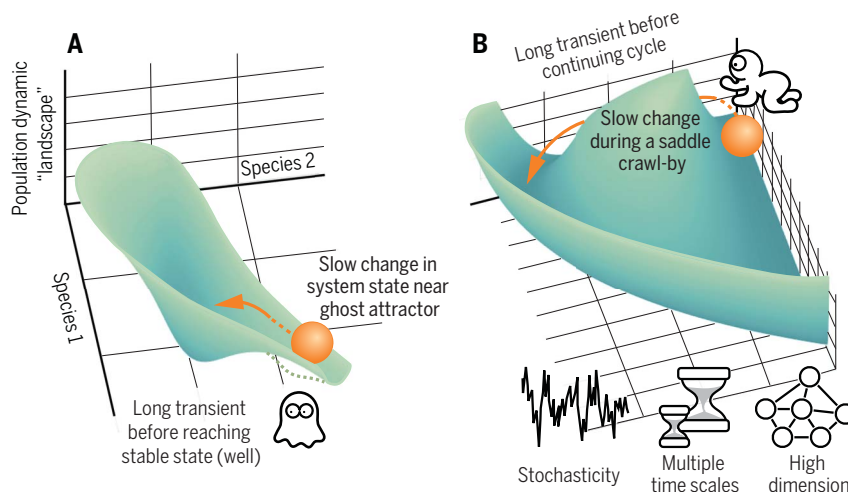 A
Population dynamic
“landscape”
Species 2
Species 1
Slow change in
system state near
ghost attractor
Long transient
before reaching
stable state (well)
B
Long transient before
continuing cycle
Slow change
during a saddle
crawl-by
Stochasticity
Multiple
time scales
High
dimension